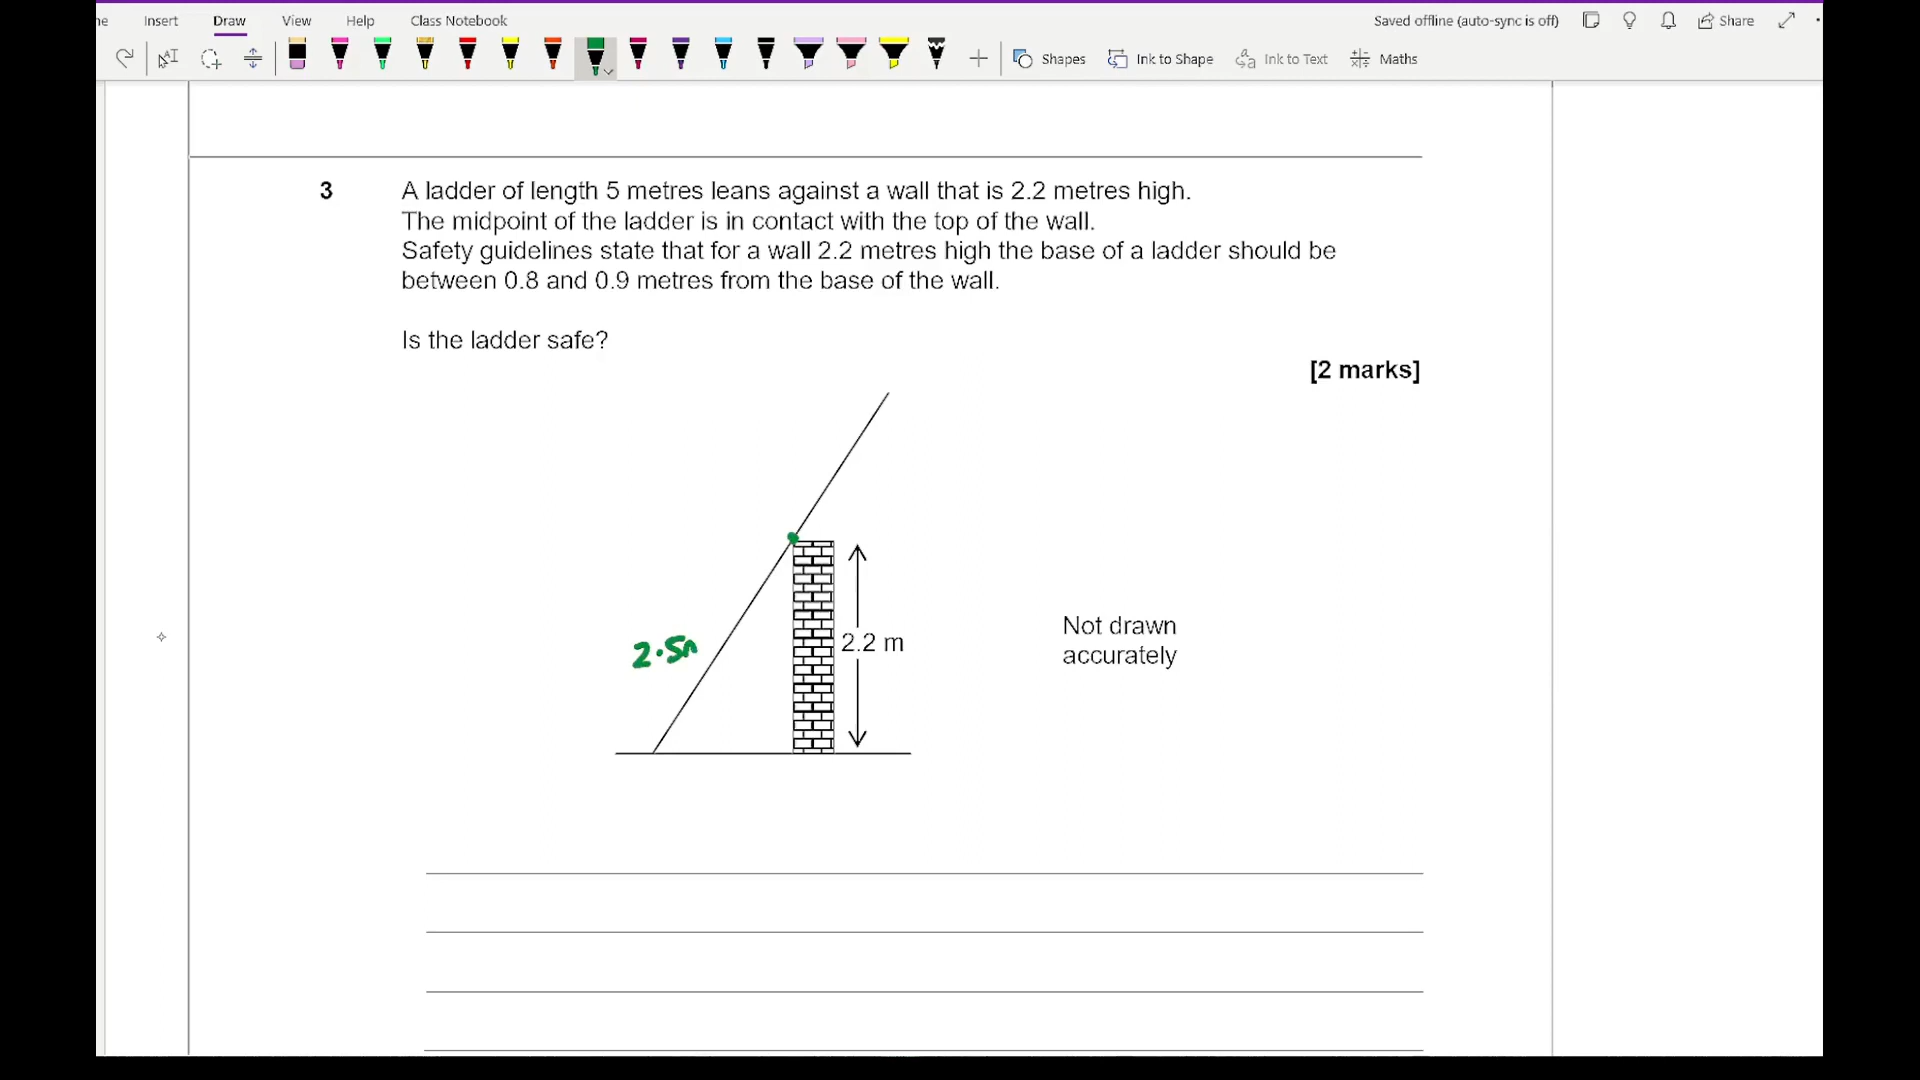 Insert Draw View Help Class Notebook Saved offline (auto-sync is off) Share
Shapes Ink to Shape Ink to Text Maths
3 A ladder of length 5 metres leans against a wall that is 2.2 metres high.
The midpoint of the ladder is in contact with the top of the wall.
Safety guidelines state that for a wall 2.2 metres high the base of a ladder should be
between 0.8 and 0.9 metres from the base of the wall.
Is the ladder safe?
[2 marks]
2.2 m
Not drawn
accurately